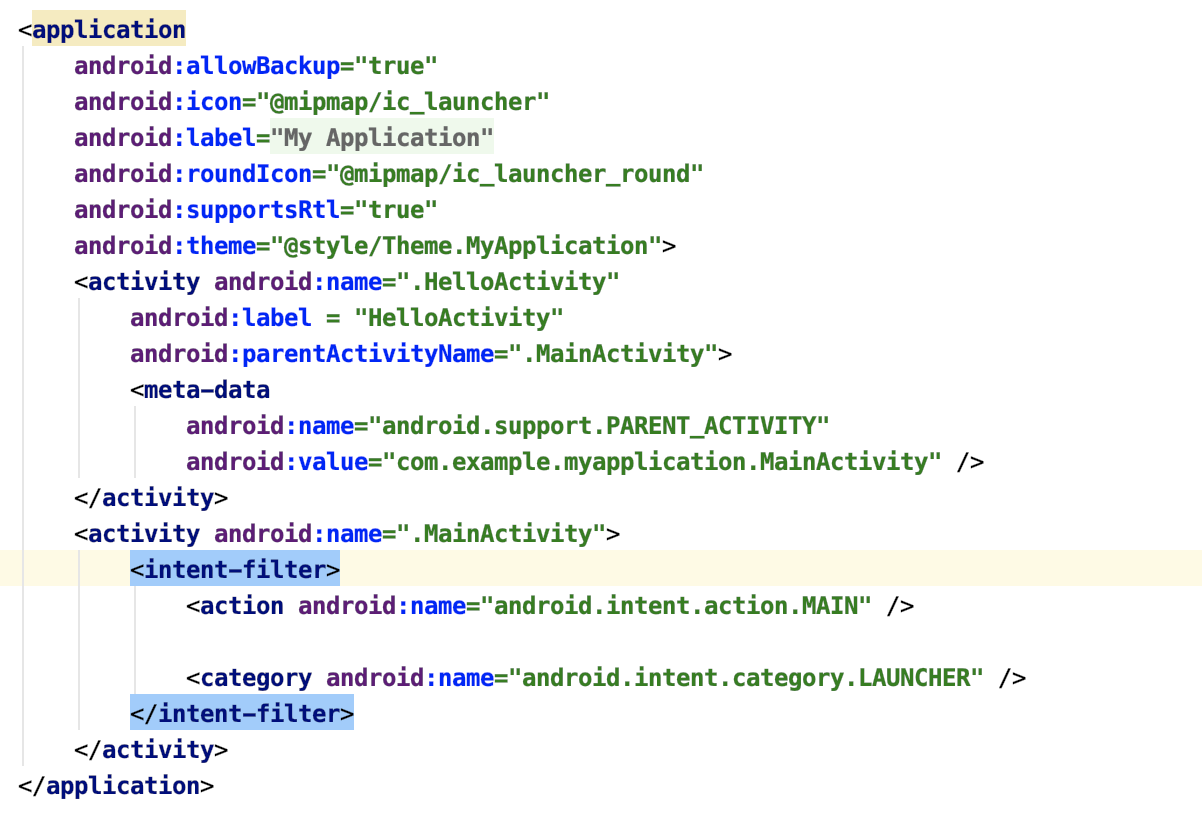 <application
android:allowBackup="true"
android:icon="@mipmap/ic_launcher"
android:label="My Application"
android:roundIcon="@mipmap/ic_launcher_round"
android:supportsRtl="true"
android:theme="@style/Theme.MyApplication">
<activity android:name=".HelloActivity"
android:label = "HelloActivity"
android:parentActivityName=".MainActivity">
<meta-data
android:name="android.support.PARENT_ACTIVITY"
android:value="com.example.myapplication.MainActivity" />
</activity>
<activity android:name=".MainActivity">
<intent-filter>
<action android:name="android.intent.action.MAIN" />
<category android:name="android.intent.category.LAUNCHER" />
</intent-filter>
</activity>
</application>